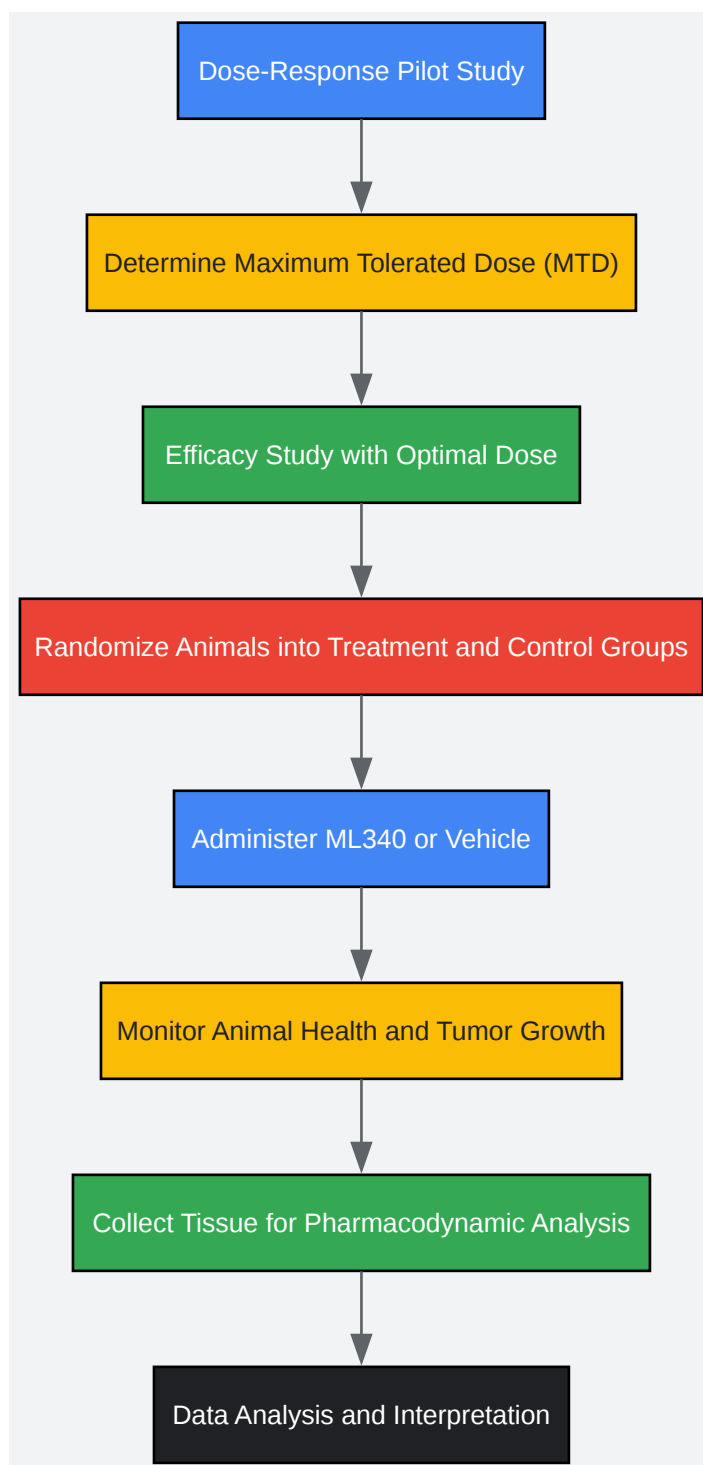 Dose-Response Pilot Study
Determine Maximum Tolerated Dose (MTD)
Efficacy Study with Optimal Dose
Randomize Animals into Treatment and Control Groups
Administer ML340 or Vehicle
Monitor Animal Health and Tumor Growth
Collect Tissue for Pharmacodynamic Analysis
Data Analysis and Interpretation